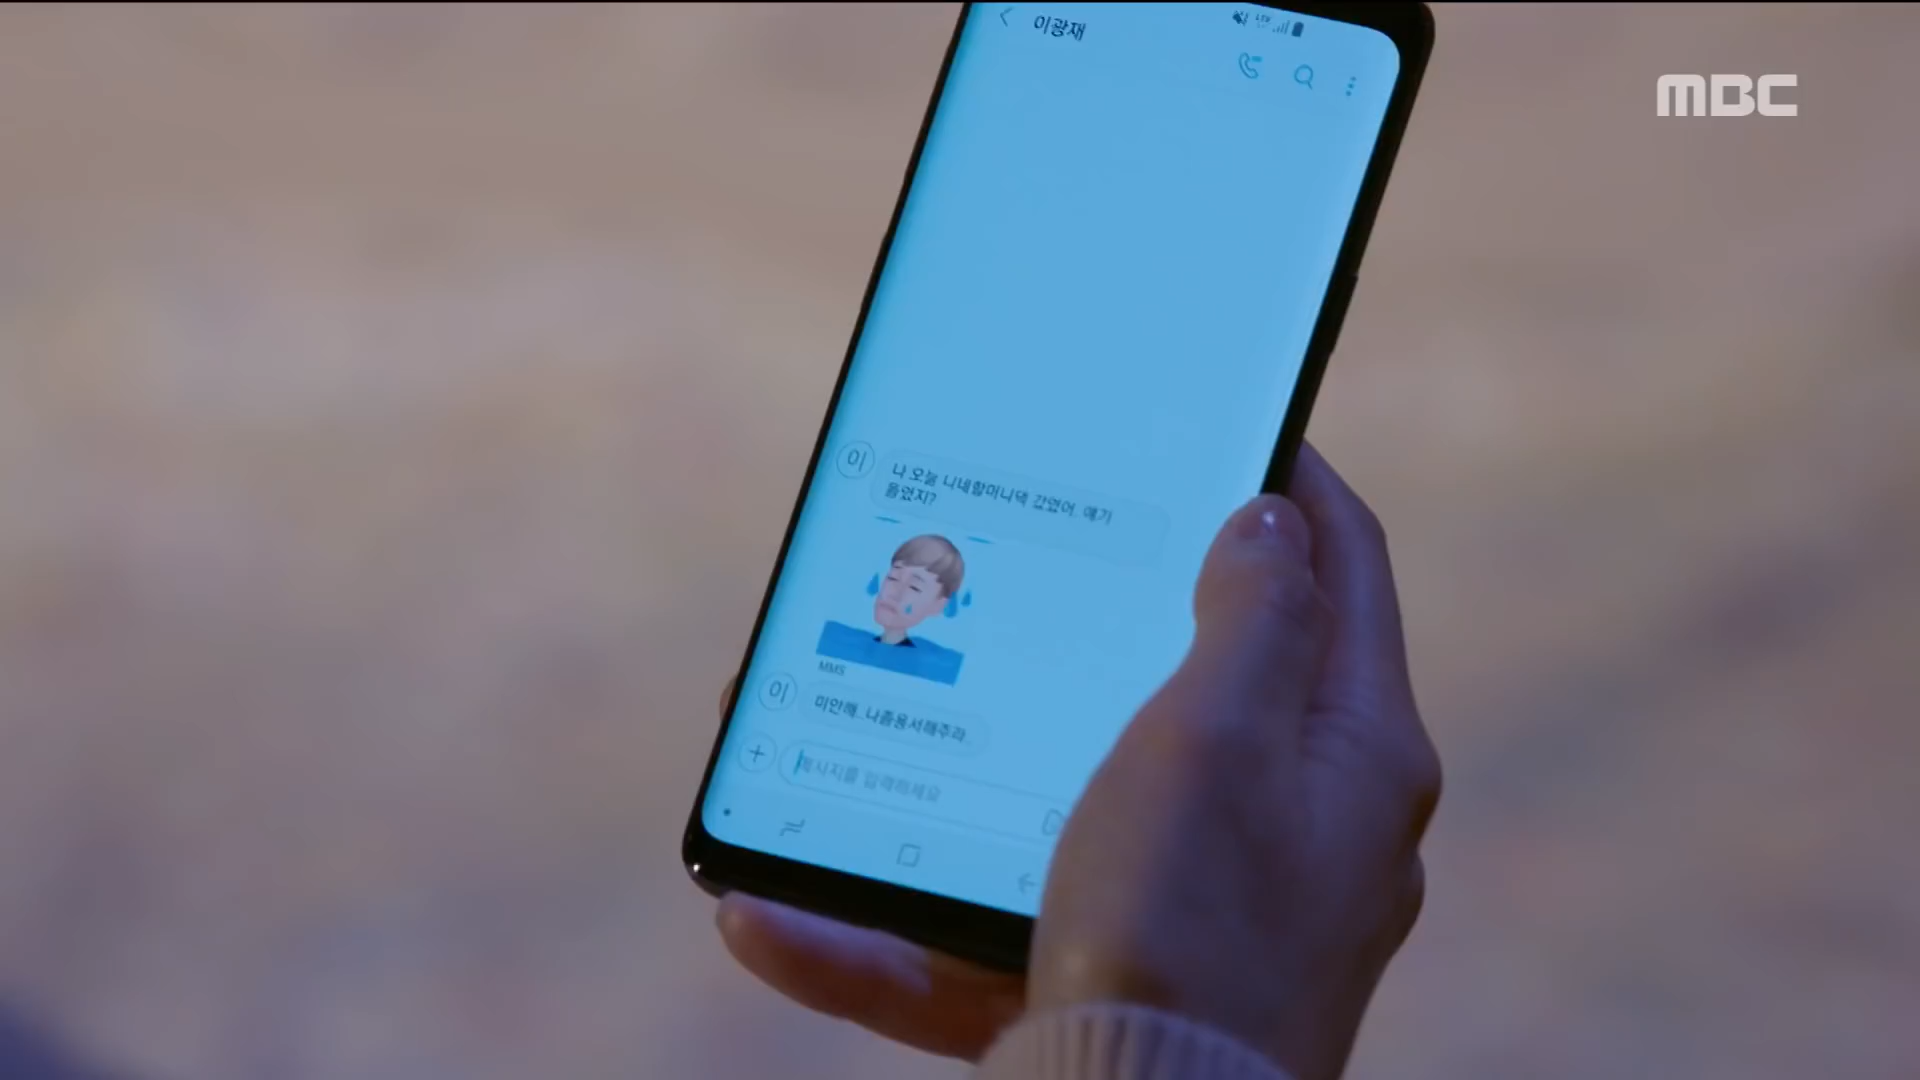 이광재
MBC
이
나 오늘 니네할머니댁 갔었어. 얘기
들었지?
MMS
이
미안해..나좀용서해주라..
메시지를 입력하세요